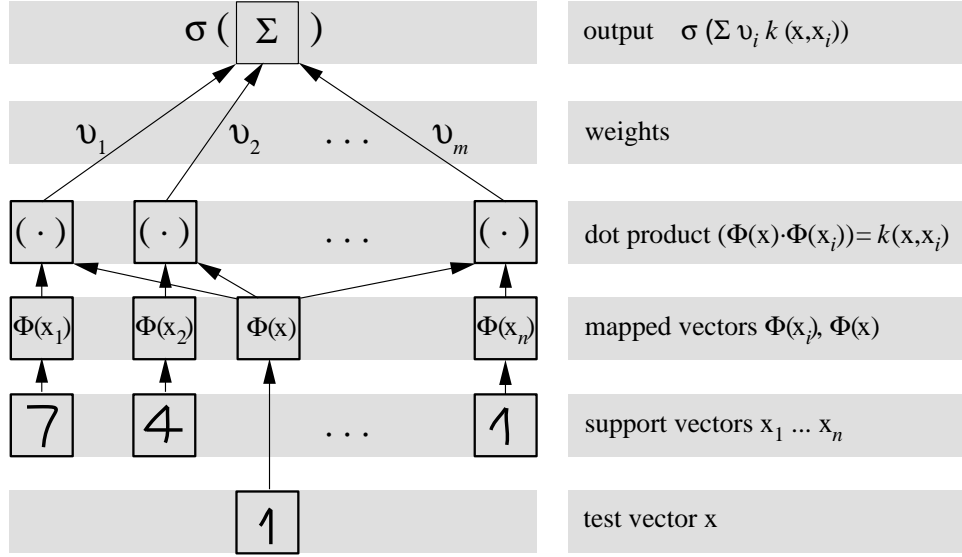 σ ( Σ ) output σ (Σ υ_i k (x,x_i))
υ_1 υ_2 . . . υ_m weights
( · ) ( · ) . . . ( · ) dot product (Φ(x)·Φ(x_i))= k(x,x_i)
Φ(x_1) Φ(x_2) Φ(x) Φ(x_n) mapped vectors Φ(x_i), Φ(x)
7 4 . . . 1 support vectors x_1 ... x_n
1 test vector x